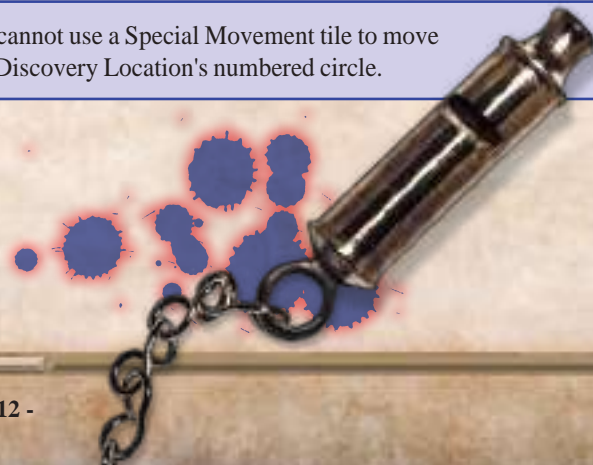 cannot use a Special Movement tile to move
Discovery Location's numbered circle.
12 -